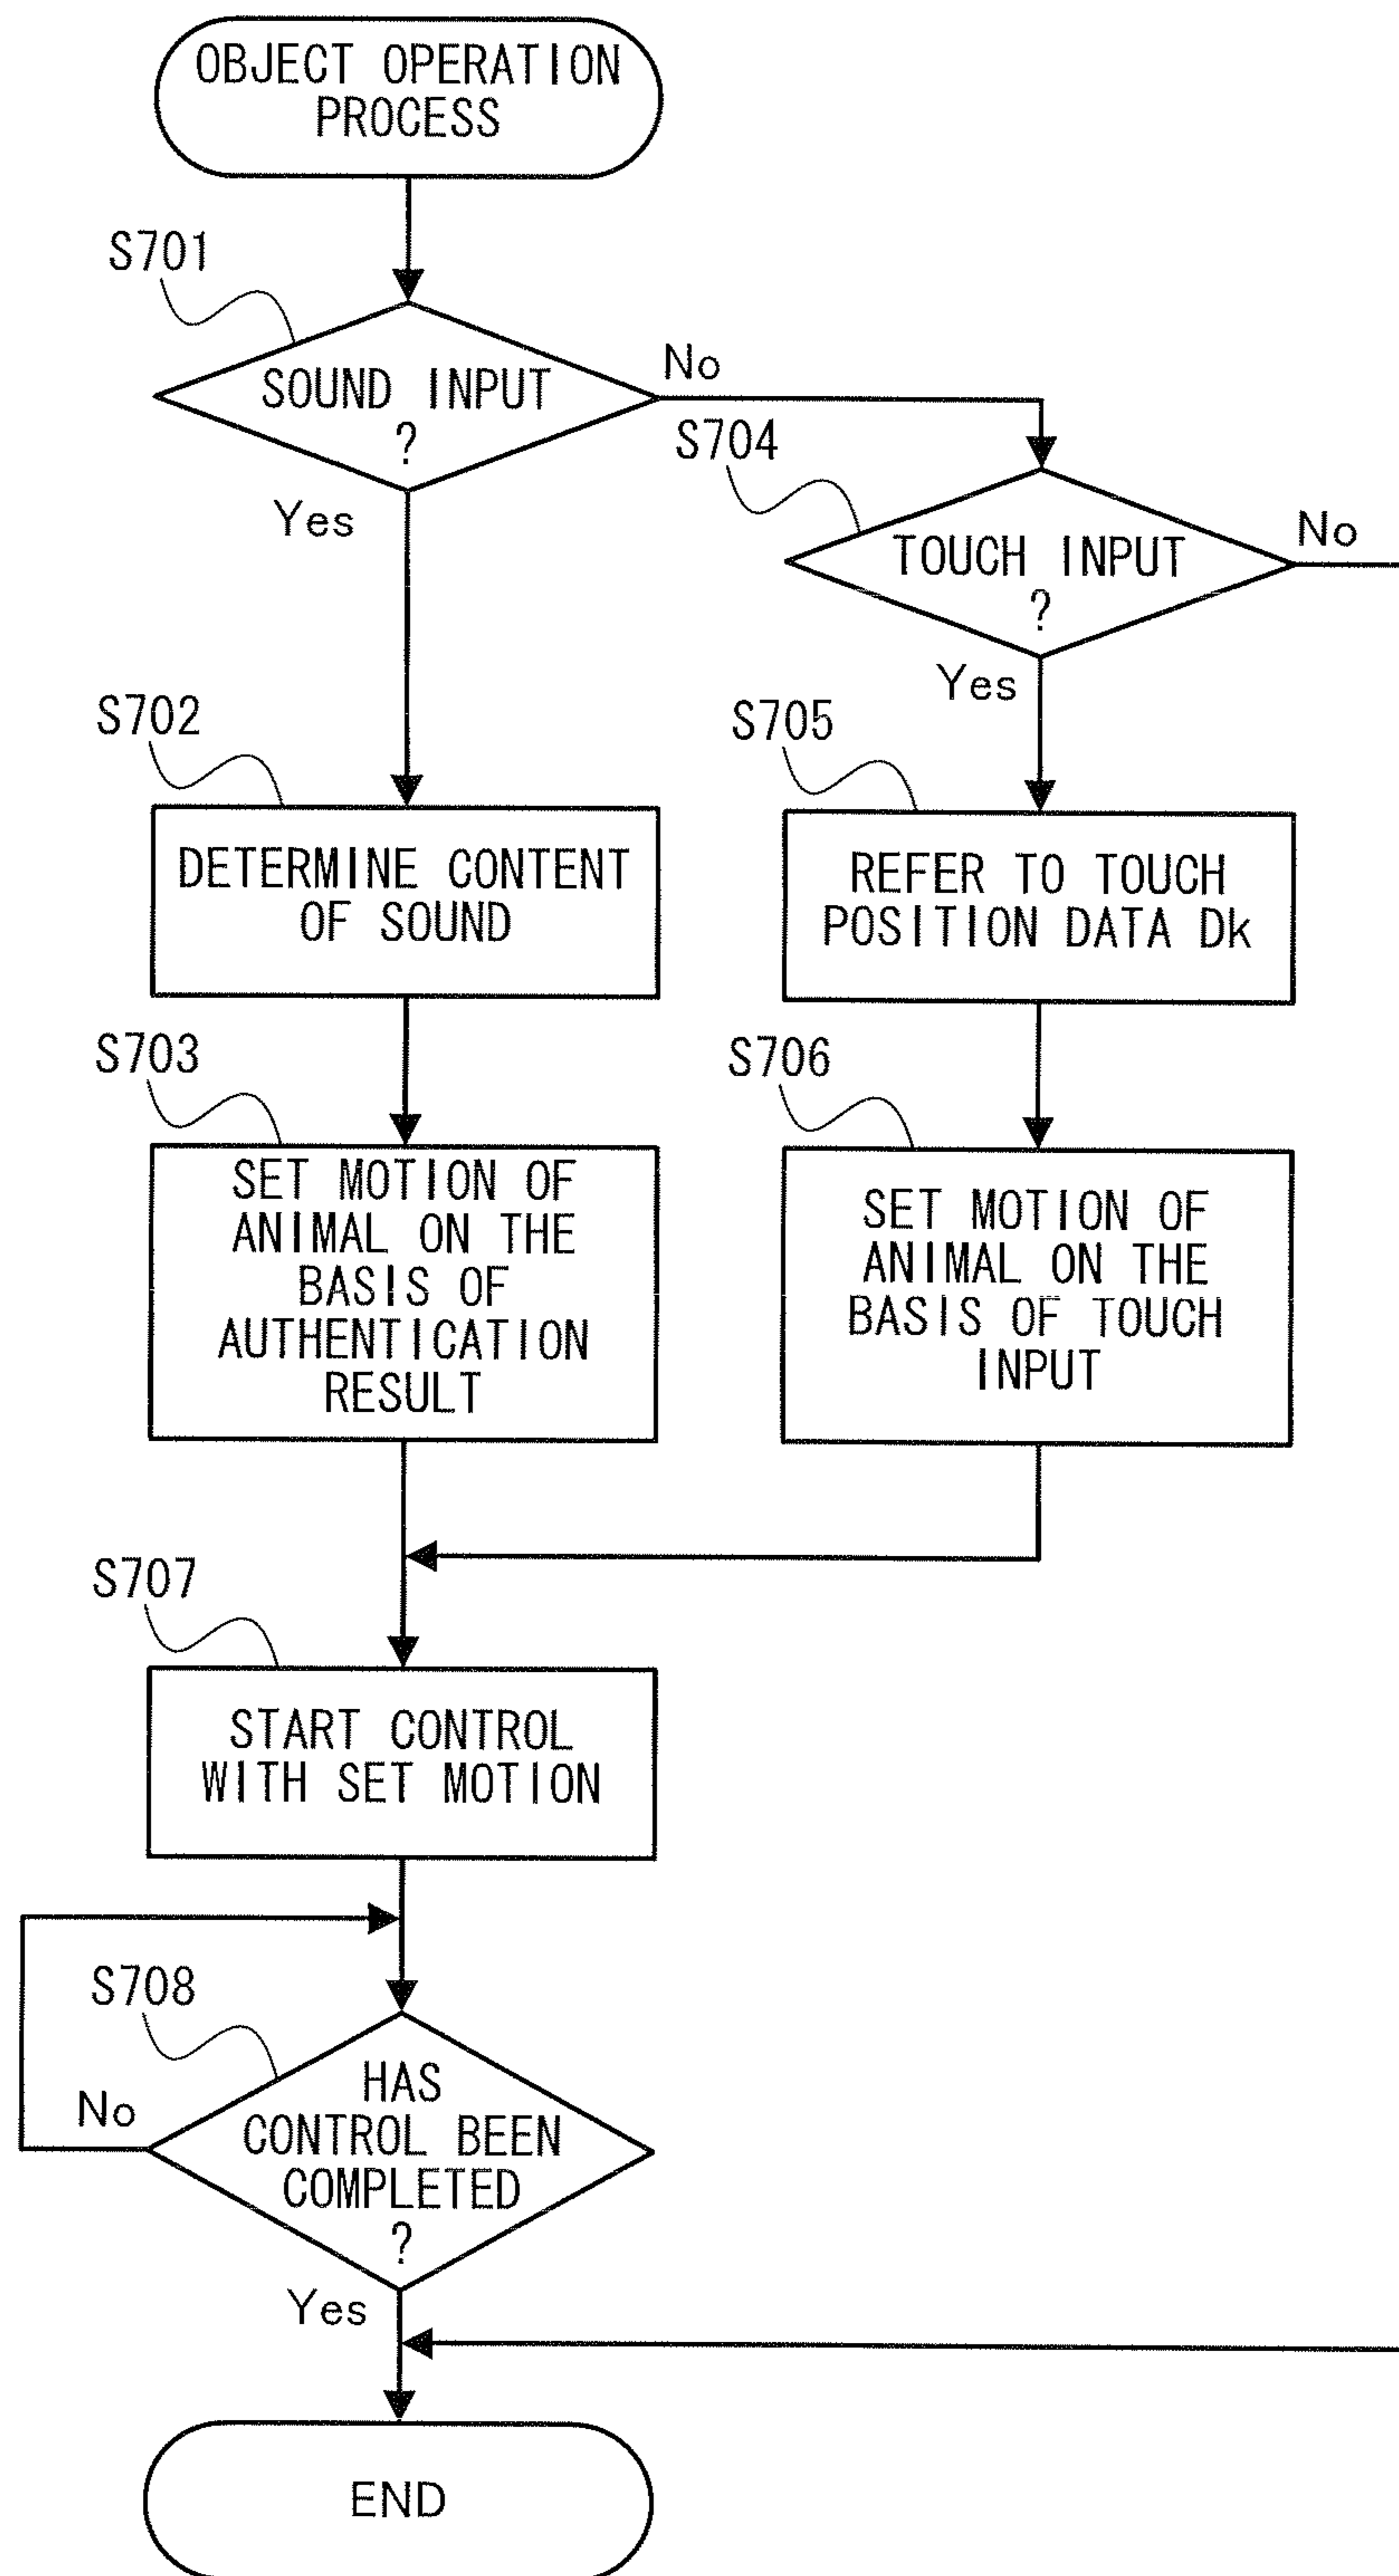 OBJECT OPERATION
PROCESS
S701
SOUND INPUT
?
No
Yes
S704
TOUCH INPUT
?
No
Yes
S702
DETERMINE CONTENT
OF SOUND
S705
REFER TO TOUCH
POSITION DATA Dk
S703
SET MOTION OF
ANIMAL ON THE
BASIS OF
AUTHENTICATION
RESULT
S706
SET MOTION OF
ANIMAL ON THE
BASIS OF TOUCH
INPUT
S707
START CONTROL
WITH SET MOTION
S708
HAS
CONTROL BEEN
COMPLETED
?
No
Yes
END